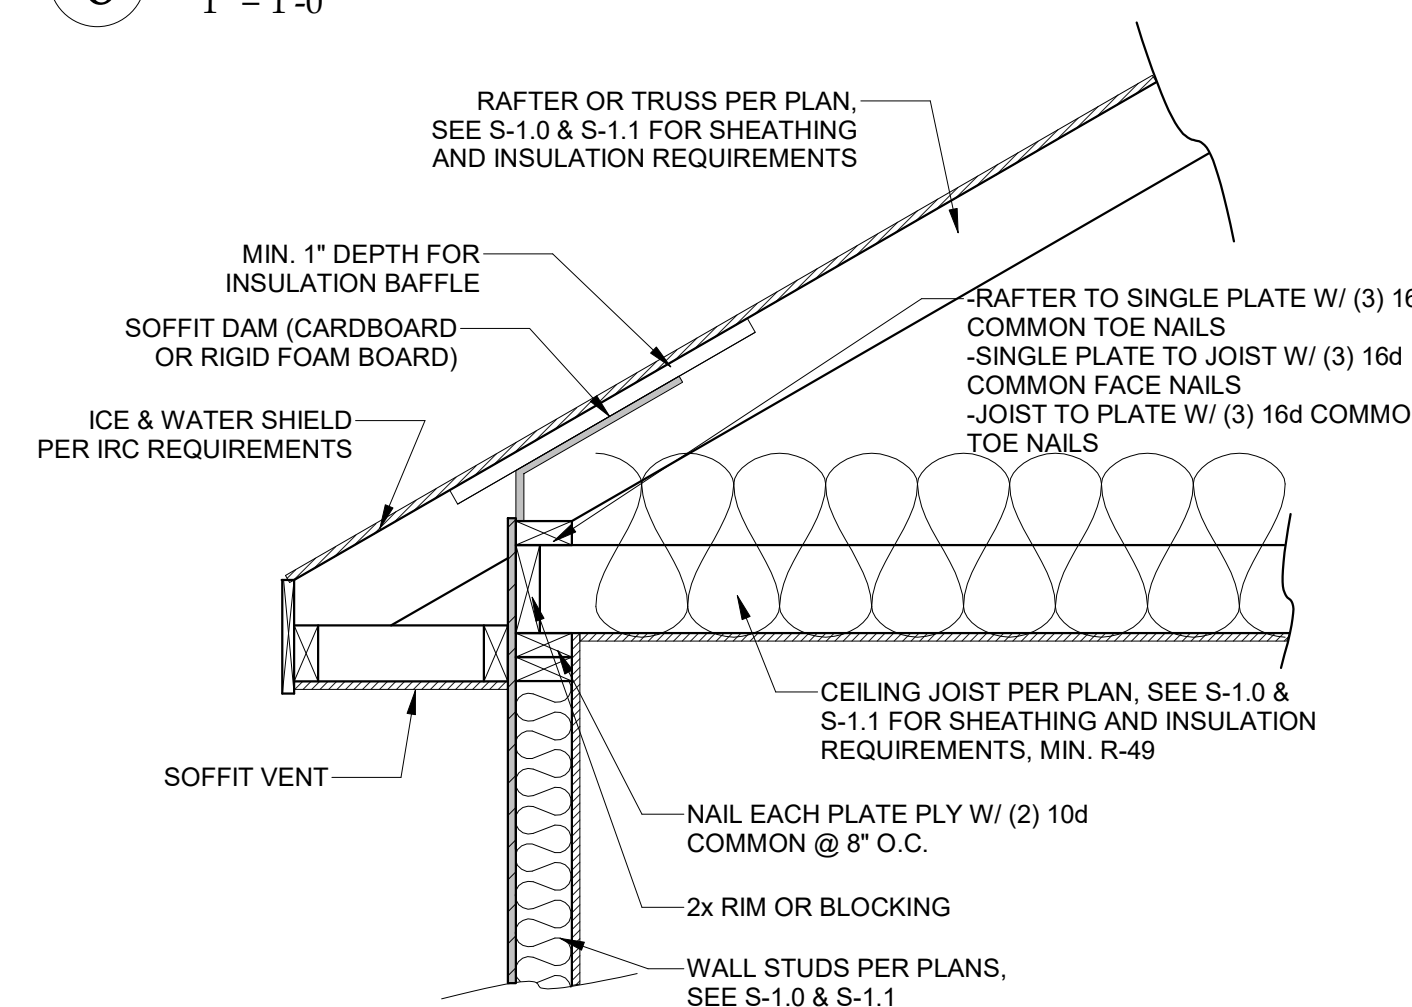 1" = 1'-0"
RAFTER OR TRUSS PER PLAN,
SEE S-1.0 & S-1.1 FOR SHEATHING
AND INSULATION REQUIREMENTS
MIN. 1" DEPTH FOR
INSULATION BAFFLE
SOFFIT DAM (CARDBOARD
OR RIGID FOAM BOARD)
ICE & WATER SHIELD
PER IRC REQUIREMENTS
-RAFTER TO SINGLE PLATE W/ (3)
COMMON TOE NAILS
-SINGLE PLATE TO JOIST W/ (3) 16d
COMMON FACE NAILS
-JOIST TO PLATE W/ (3) 16d
TOE NAILS
CEILING JOIST PER PLAN, SEE S-1.0 &
S-1.1 FOR SHEATHING AND INSULATION
REQUIREMENTS, MIN. R-49
SOFFIT VENT
NAIL EACH PLATE PLY W/ (2) 10d
COMMON @ 8" O.C.
2x RIM OR BLOCKING
WALL STUDS PER PLANS,
SEE S-1.0 & S-1.1